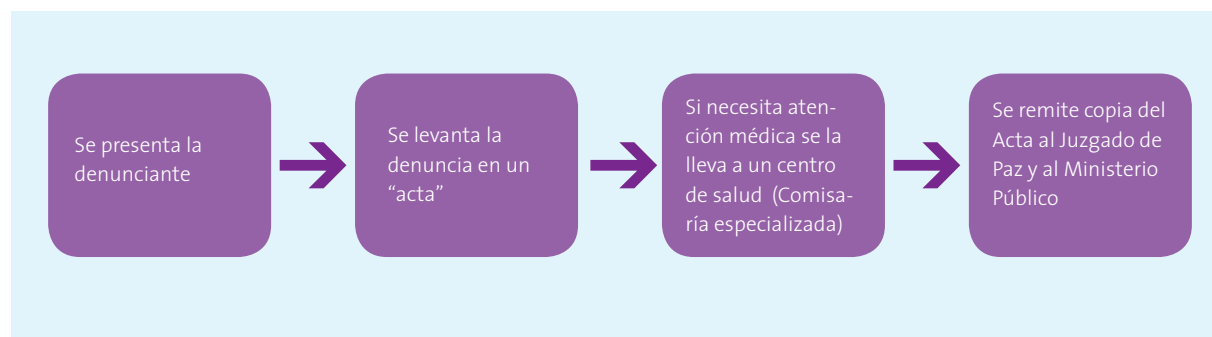 Se presenta la
denunciante
Se levanta la
denuncia en un
“acta”
Si necesita aten-
ción médica se la
lleva a un centro
de salud  (Comisa-
ría especializada)
Se remite copia del
Acta al Juzgado de
Paz y al Ministerio
Público